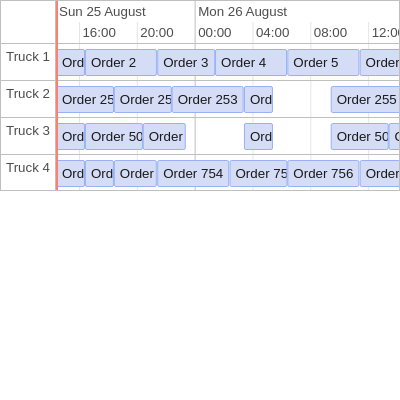 Sun 25 August Mon 26 August
16:00 20:00 00:00 04:00 08:00 12:00
Truck 1 Ord Order 2 Order 3 Order 4 Order 5 Order
Truck 2 Order 25 Order 25 Order 253 Ord Order 255
Truck 3 Ord Order 50 Order Ord Order 50
Truck 4 Ord Ord Order Order 754 Order 75 Order 756 Order